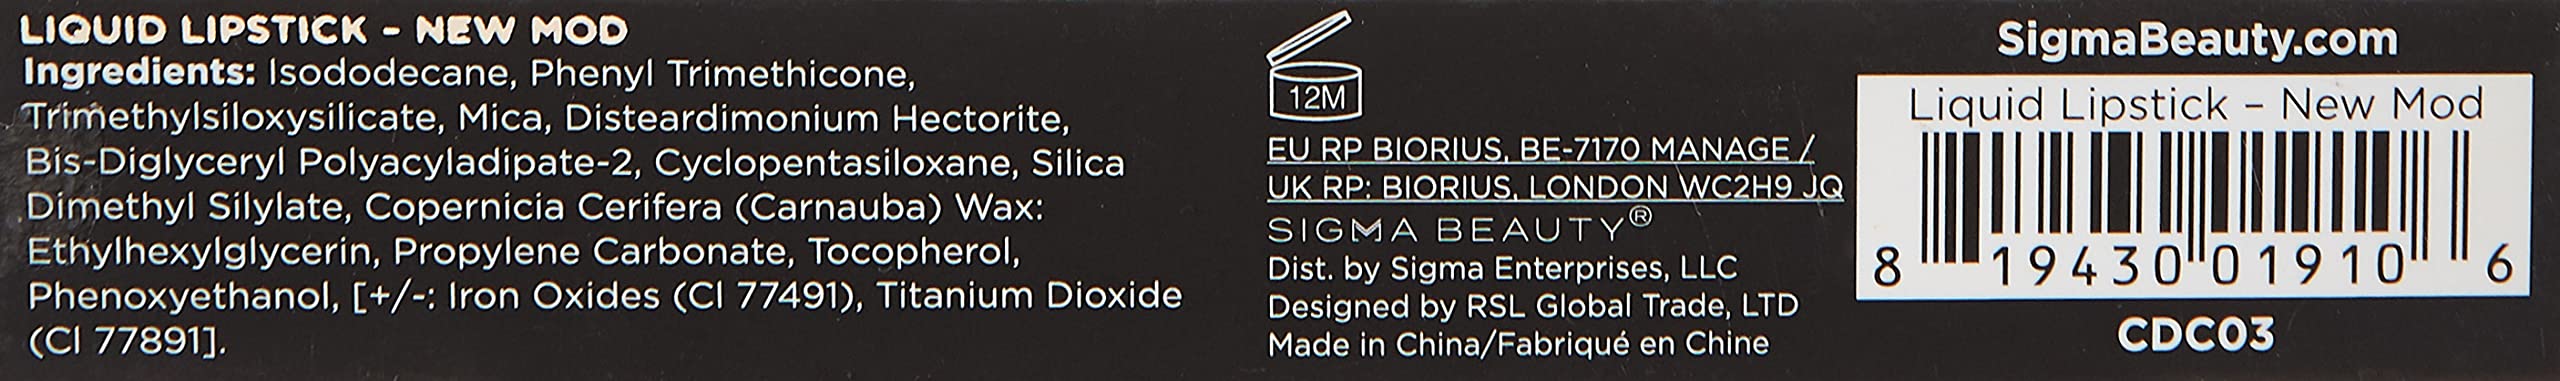 LIQUID LIPSTICK - NEW MOD
Ingredients: Isododecane, Phenyl Trimethicone,
Trimethylsiloxysilicate, Mica, Disteardimonium Hectorite,
Bis-Diglyceryl Polyacyladipate-2, Cyclopentasiloxane, Silica
Dimethyl Silylate, Copernicia Cerifera (Carnauba) Wax:
Ethylhexylglycerin, Propylene Carbonate, Tocopherol,
Phenoxyethanol, [+/-: Iron Oxides (CI 77491), Titanium Dioxide
(CI 77891].
12M
EU RP BIORIUS, BE-7170 MANAGE /
UK RP: BIORIUS, LONDON WC2H9 JQ
SIGMA BEAUTY®
Dist. by Sigma Enterprises, LLC
Designed by RSL Global Trade, LTD
Made in China/Fabriqué en Chine
SigmaBeauty.com
Liquid Lipstick – New Mod
8 19430 01910 6
CDC03